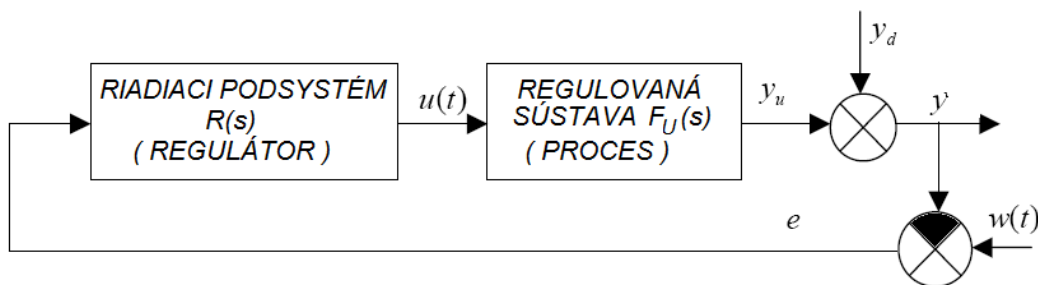 RIADIACI PODSYSTÉM
R(s)
( REGULÁTOR )
u(t)
REGULOVANÁ
SÚSTAVA F_U(s)
( PROCES )
y_u
y_d
y
e
w(t)